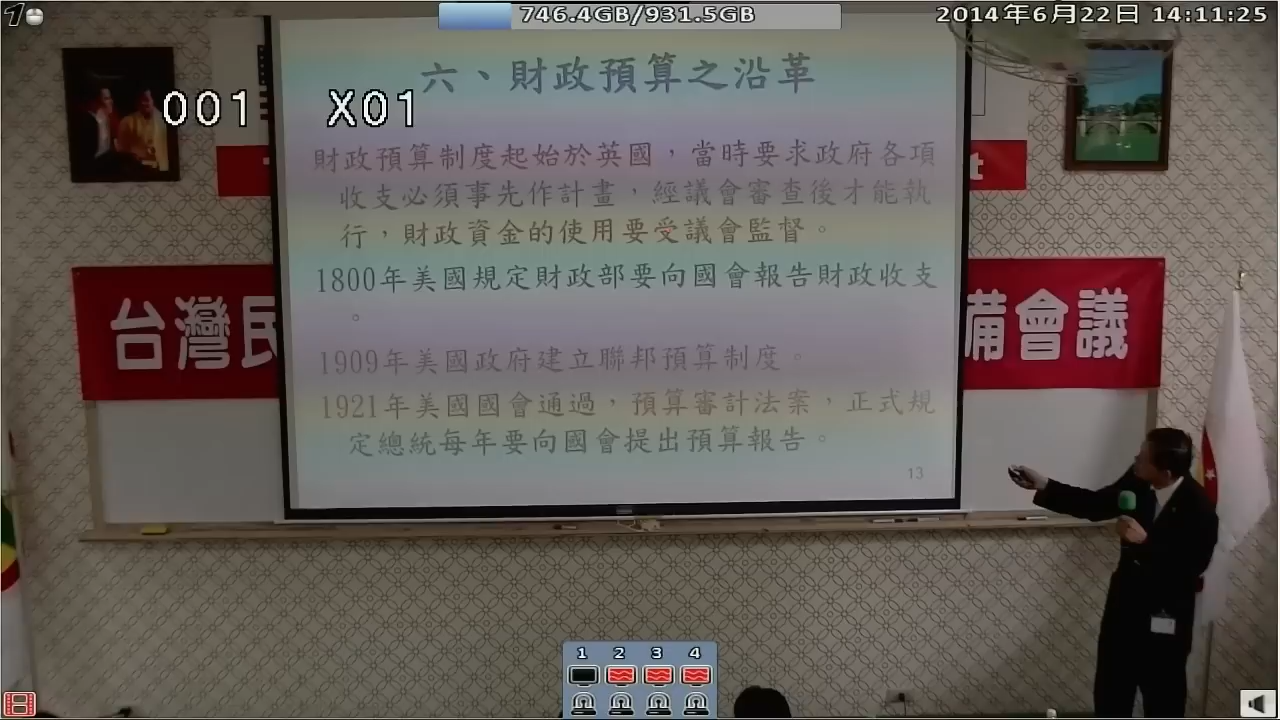 746.4GB/931.5GB
2014年6月22日 14:11:25
001 X01
六、財政預算之沿革
財政預算制度起始於英國，當時要求政府各項
收支必須事先作計畫，經議會審查後才能執
行，財政資金的使用要受議會監督。
1800年美國規定財政部要向國會報告財政收支
。
1909年美國政府建立聯邦預算制度。
1921年美國國會通過，預算審計法案，正式規
定總統每年要向國會提出預算報告。
13
t
台灣民
備會議
1 2 3 4